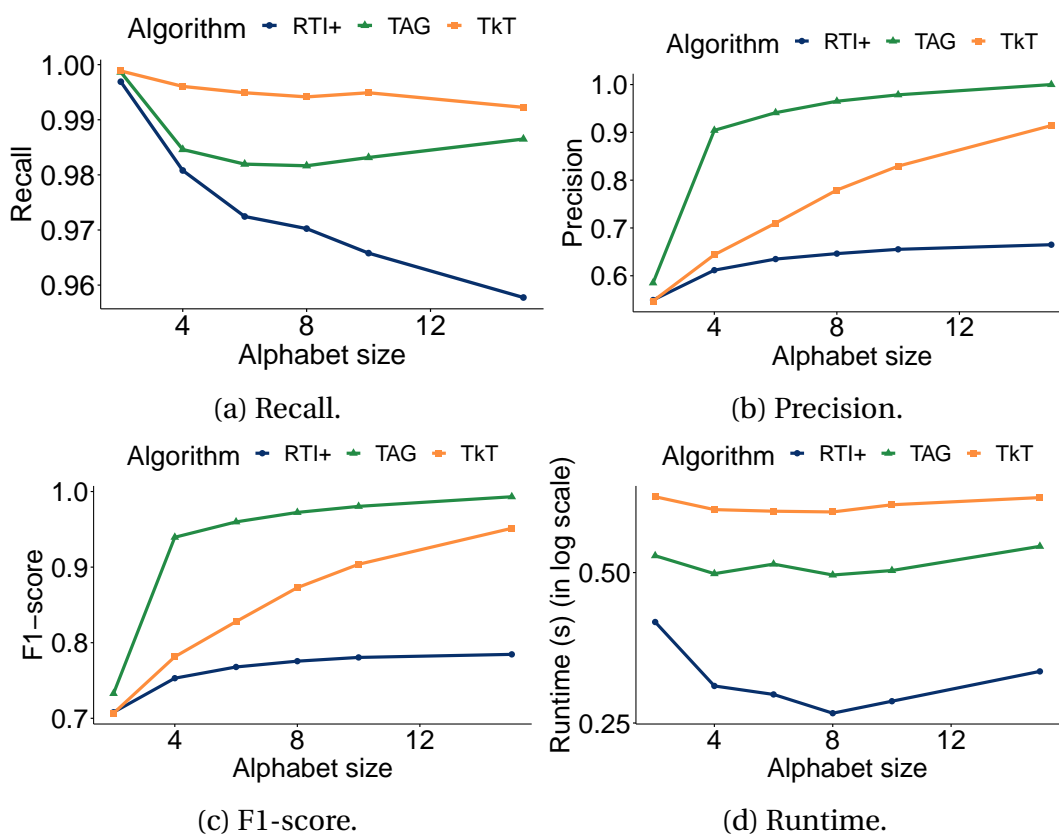 Algorithm RTI+ TAG TkT
1.00
0.99
0.98
0.97
0.96
Recall
4 8 12
Alphabet size
(a) Recall.
Algorithm RTI+ TAG TkT
1.0
0.9
0.8
0.7
0.6
Precision
4 8 12
Alphabet size
(b) Precision.
Algorithm RTI+ TAG TkT
1.0
0.9
0.8
0.7
F1−score
4 8 12
Alphabet size
(c) F1-score.
Algorithm RTI+ TAG TkT
0.50
0.25
Runtime (s) (in log scale)
4 8 12
Alphabet size
(d) Runtime.